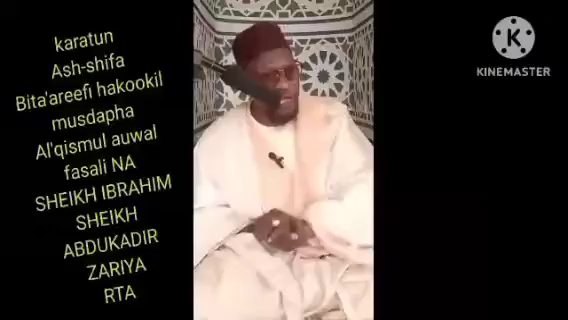 karatun
Ash-shifa
Bita'areefi hakookil
musdapha
Al'qismul auwal
fasali NA
SHEIKH IBRAHIM
SHEIKH
ABDUKADIR
ZARIYA
RTA
KINEMASTER